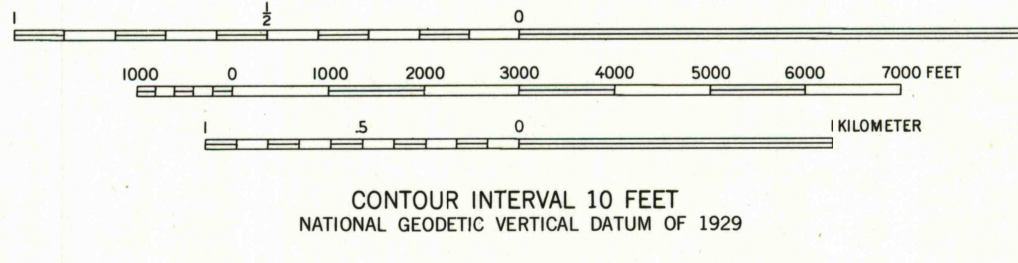 1 ½ 0
1000 0 1000 2000 3000 4000 5000 6000 7000 FEET
1 .5 0 1 KILOMETER
CONTOUR INTERVAL 10 FEET
NATIONAL GEODETIC VERTICAL DATUM OF 1929